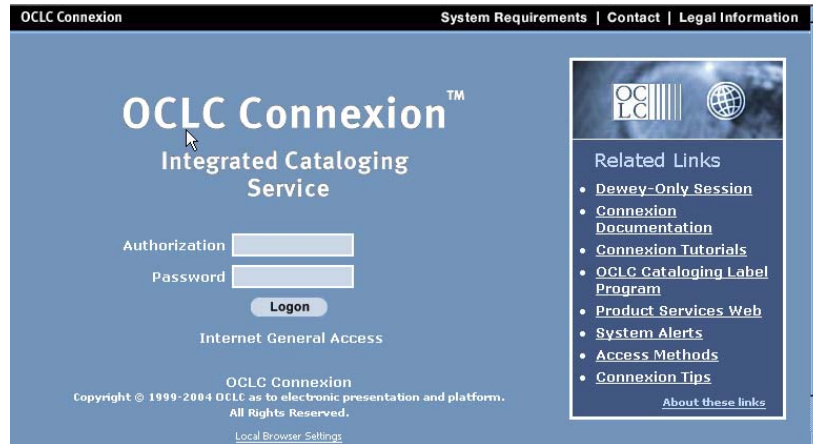 OCLC Connexion
System Requirements | Contact | Legal Information
OCLC Connexion™
Integrated Cataloging
Service
Authorization
Password
Logon
Internet General Access
OCLC Connexion
Copyright © 1999-2004 OCLC as to electronic presentation and platform.
All Rights Reserved.
Local Browser Settings
OC
LC
Related Links
• Dewey-Only Session
• Connexion
Documentation
• Connexion Tutorials
• OCLC Cataloging Label
Program
• Product Services Web
• System Alerts
• Access Methods
• Connexion Tips
About these links